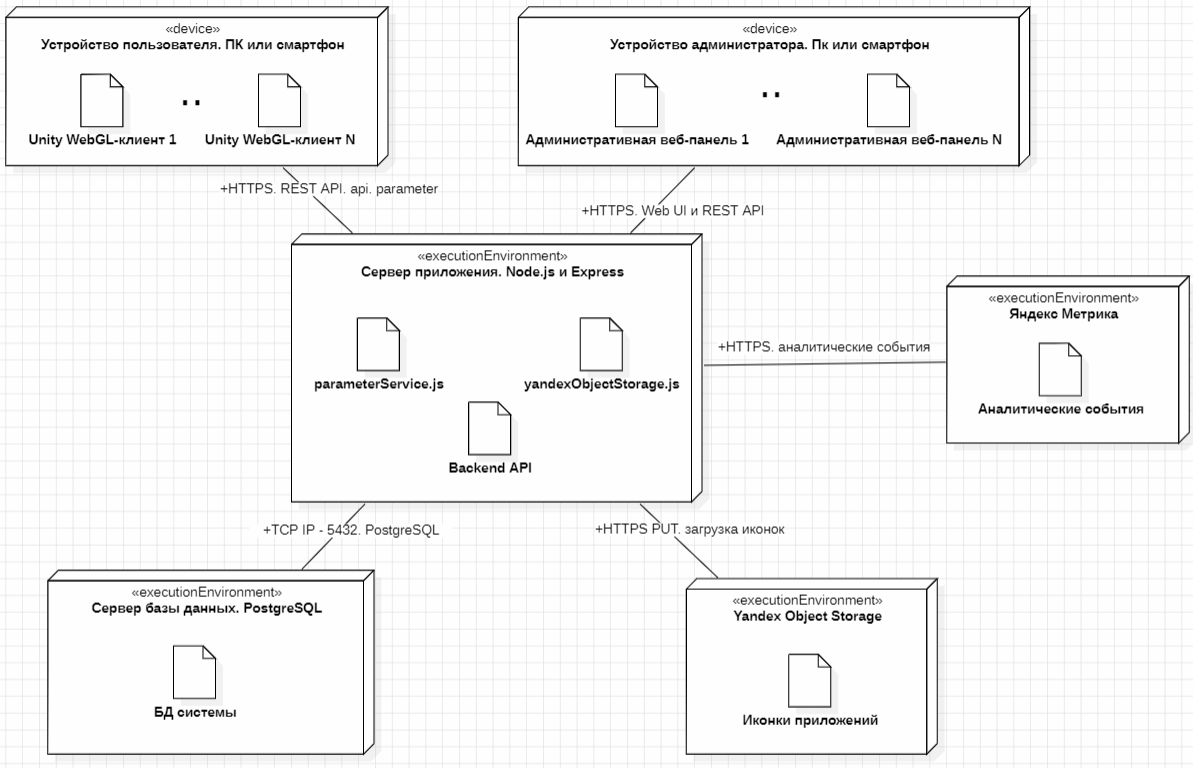 «device»
Устройство пользователя. ПК или смартфон
Unity WebGL-клиент 1
..
Unity WebGL-клиент N
«device»
Устройство администратора. Пк или смартфон
Административная веб-панель 1
..
Административная веб-панель N
+HTTPS. REST API. api. parameter
+HTTPS. Web UI и REST API
«executionEnvironment»
Сервер приложения. Node.js и Express
parameterService.js
yandexObjectStorage.js
Backend API
+HTTPS. аналитические события
«executionEnvironment»
Яндекс Метрика
Аналитические события
+TCP IP - 5432. PostgreSQL
+HTTPS PUT. загрузка иконок
«executionEnvironment»
Сервер базы данных. PostgreSQL
БД системы
«executionEnvironment»
Yandex Object Storage
Иконки приложений